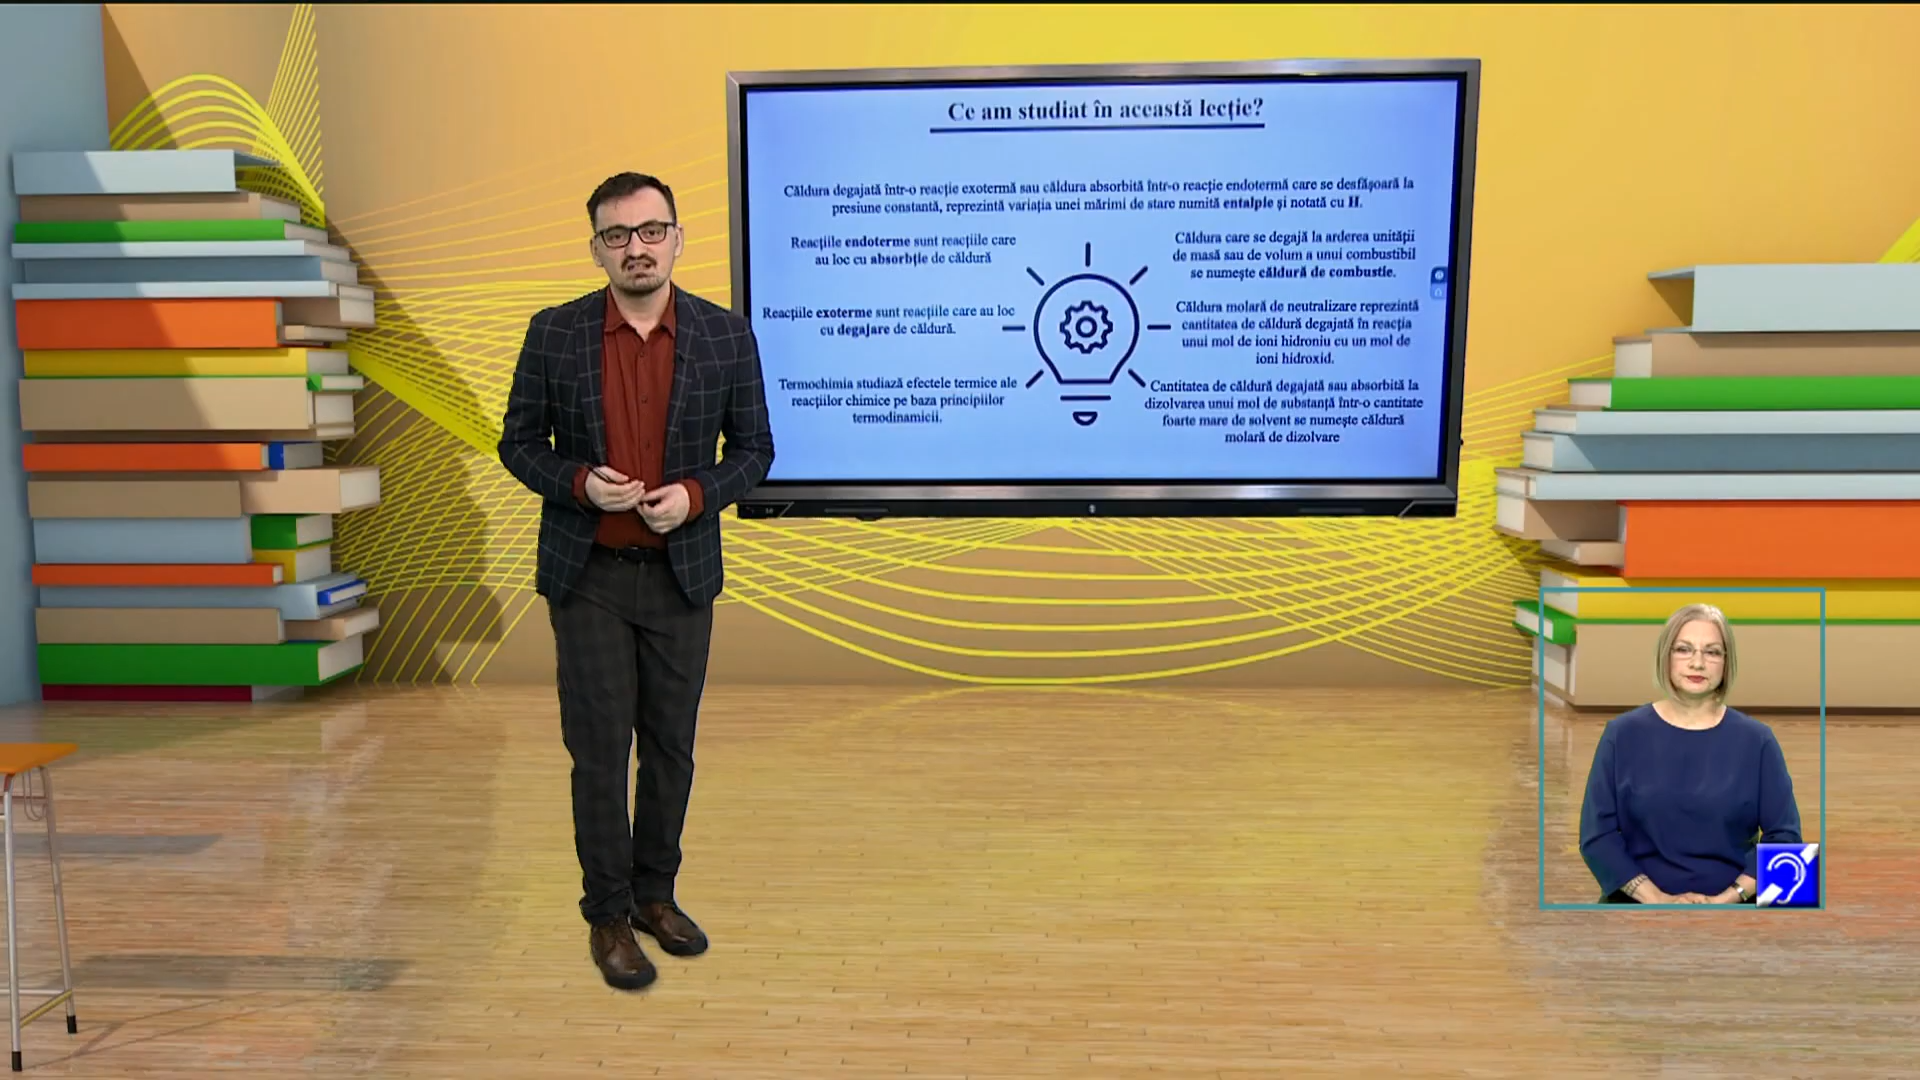 Ce am studiat în această lecție?
Căldura degajată într-o reacție exotermă sau căldura absorbită într-o reacție endotermă care se desfășoară la
presiune constantă, reprezintă variația unei mărimi de stare numită entalpie și notată cu H.
Reacțiile endoterme sunt reacțiile care
au loc cu absorbție de căldură
Reacțiile exoterme sunt reacțiile care au loc
cu degajare de căldură.
Termochimia studiază efectele termice ale
reacțiilor chimice pe baza principiilor
termodinamicii.
Căldura care se degajă la arderea unității
de masă sau de volum a unui combustibil
se numește căldură de combustie.
Căldura molară de neutralizare reprezintă
cantitatea de căldură degajată în reacția
unui mol de ioni hidroniu cu un mol de
ioni hidroxid.
Cantitatea de căldură degajată sau absorbită la
dizolvarea unui mol de substanță într-o cantitate
foarte mare de solvent se numește căldură
molară de dizolvare